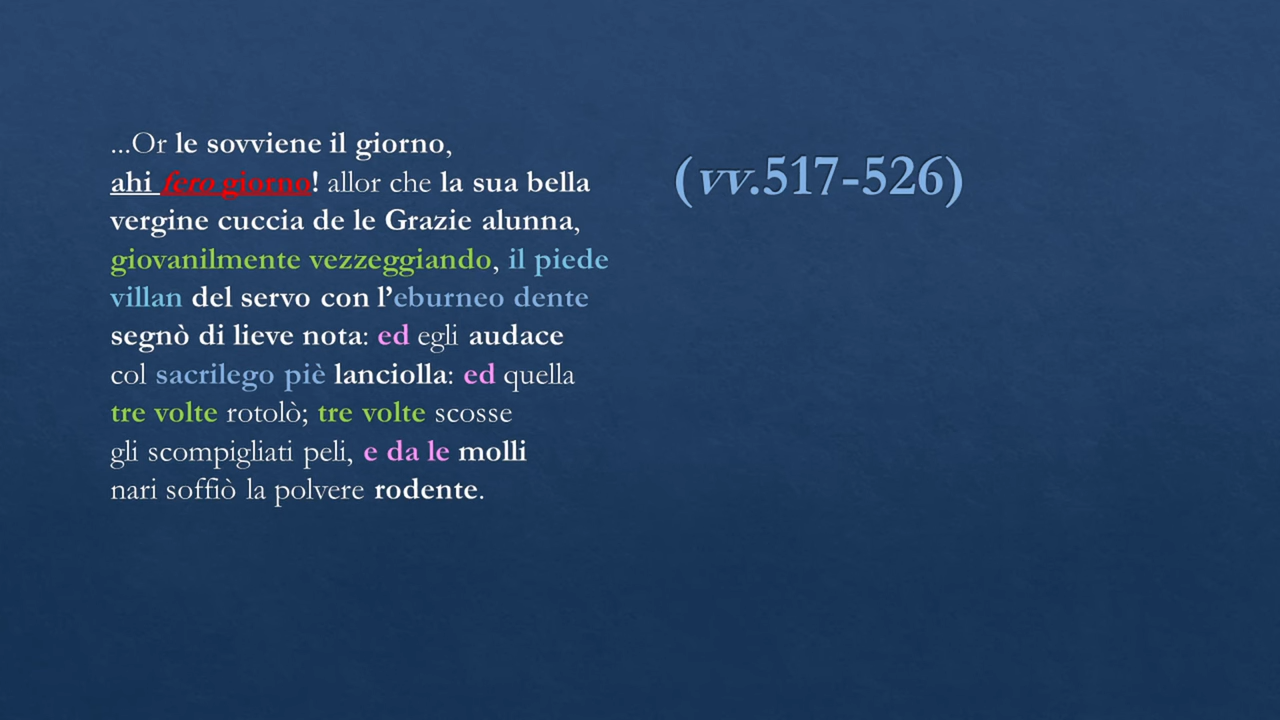 ...Or le sovviene il giorno,
ahi fero giorno! allor che la sua bella
vergine cuccia de le Grazie alunna,
giovanilmente vezzeggiando, il piede
villan del servo con l’eburneo dente
segnò di lieve nota: ed egli audace
col sacrilego piè lanciolla: ed quella
tre volte rotolò; tre volte scosse
gli scompigliati peli, e da le molli
nari soffiò la polvere rodente.
(vv.517-526)